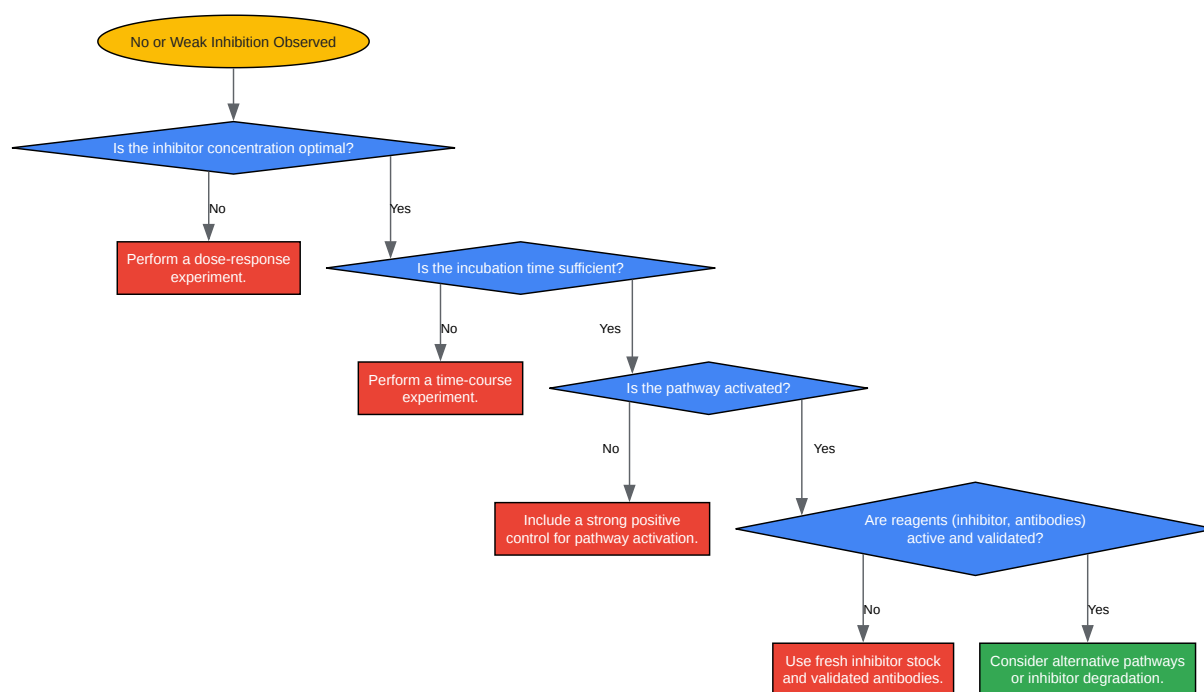 No or Weak Inhibition Observed
Is the inhibitor concentration optimal?
No
Yes
Perform a dose-response
experiment.
Is the incubation time sufficient?
No
Yes
Perform a time-course
experiment.
Is the pathway activated?
No
Yes
Include a strong positive
control for pathway activation.
Are reagents (inhibitor, antibodies)
active and validated?
No
Yes
Use fresh inhibitor stock
and validated antibodies.
Consider alternative pathways
or inhibitor degradation.